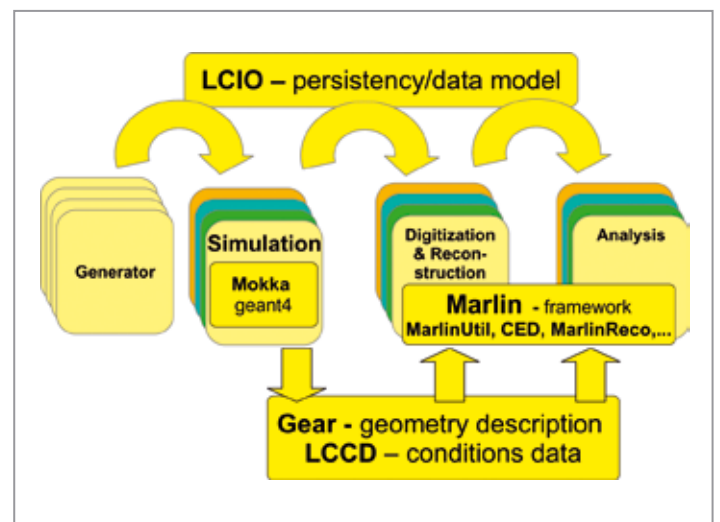 LCIO – persistency/data model
Generator
Simulation
Mokka
geant4
Digitization
& Recon-
struction
Analysis
Marlin - framework
MarlinUtil, CED, MarlinReco,...
Gear - geometry description
LCCD – conditions data